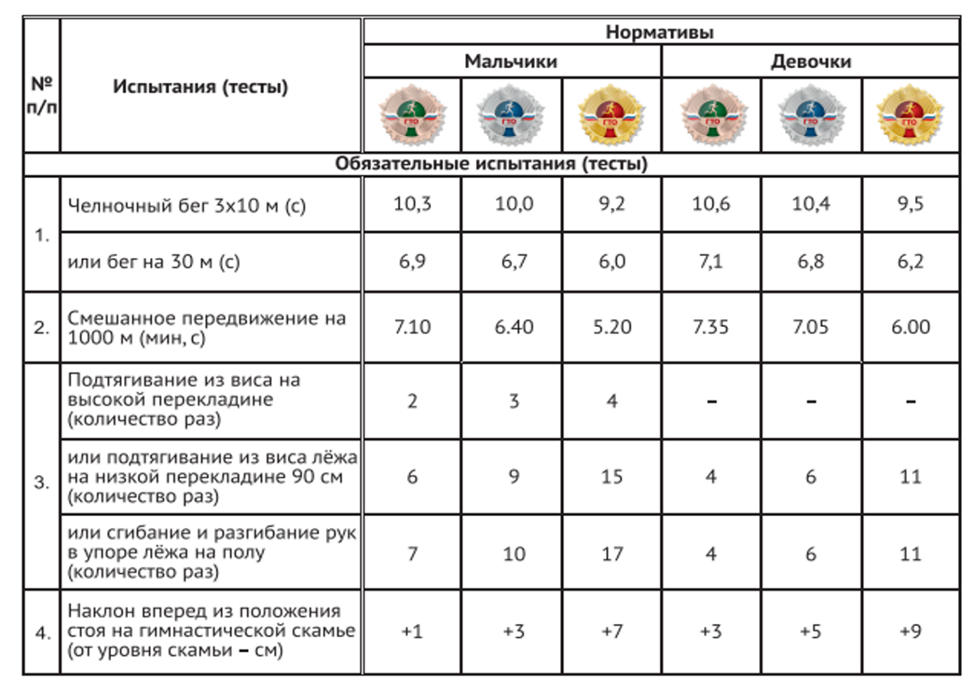 №
п/п
Испытания (тесты)
Нормативы
Мальчики
Девочки
ГТО
ГТО
ГТО
ГТО
ГТО
ГТО
Обязательные испытания (тесты)
1.
Челночный бег 3х10 м (с)
10,3
10,0
9,2
10,6
10,4
9,5
или бег на 30 м (с)
6,9
6,7
6,0
7,1
6,8
6,2
2.
Смешанное передвижение на
1000 м (мин, с)
7.10
6.40
5.20
7.35
7.05
6.00
3.
Подтягивание из виса на
высокой перекладине
(количество раз)
2
3
4
–
–
–
или подтягивание из виса лёжа
на низкой перекладине 90 см
(количество раз)
6
9
15
4
6
11
или сгибание и разгибание рук
в упоре лёжа на полу
(количество раз)
7
10
17
4
6
11
4.
Наклон вперед из положения
стоя на гимнастической скамье
(от уровня скамьи – см)
+1
+3
+7
+3
+5
+9